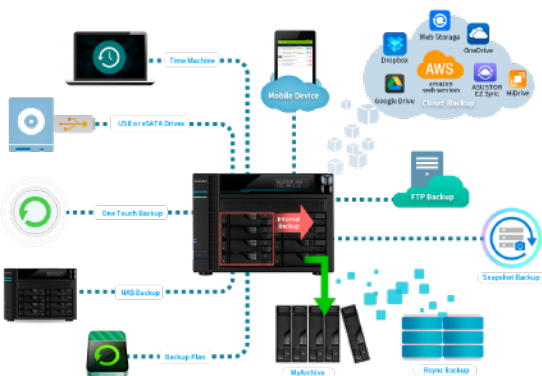 Time Machine
Mobile Device
Web Storage
OneDrive
Dropbox
AWS
amazon
web services
Google Drive
ASUSTOR
EZ Sync
HiDrive
Cloud Backup
USB or eSATA Drives
FTP Backup
One Touch Backup
Internal
Backup
Snapshot Backup
NAS Backup
Backup Plan
MyArchive
Rsync Backup